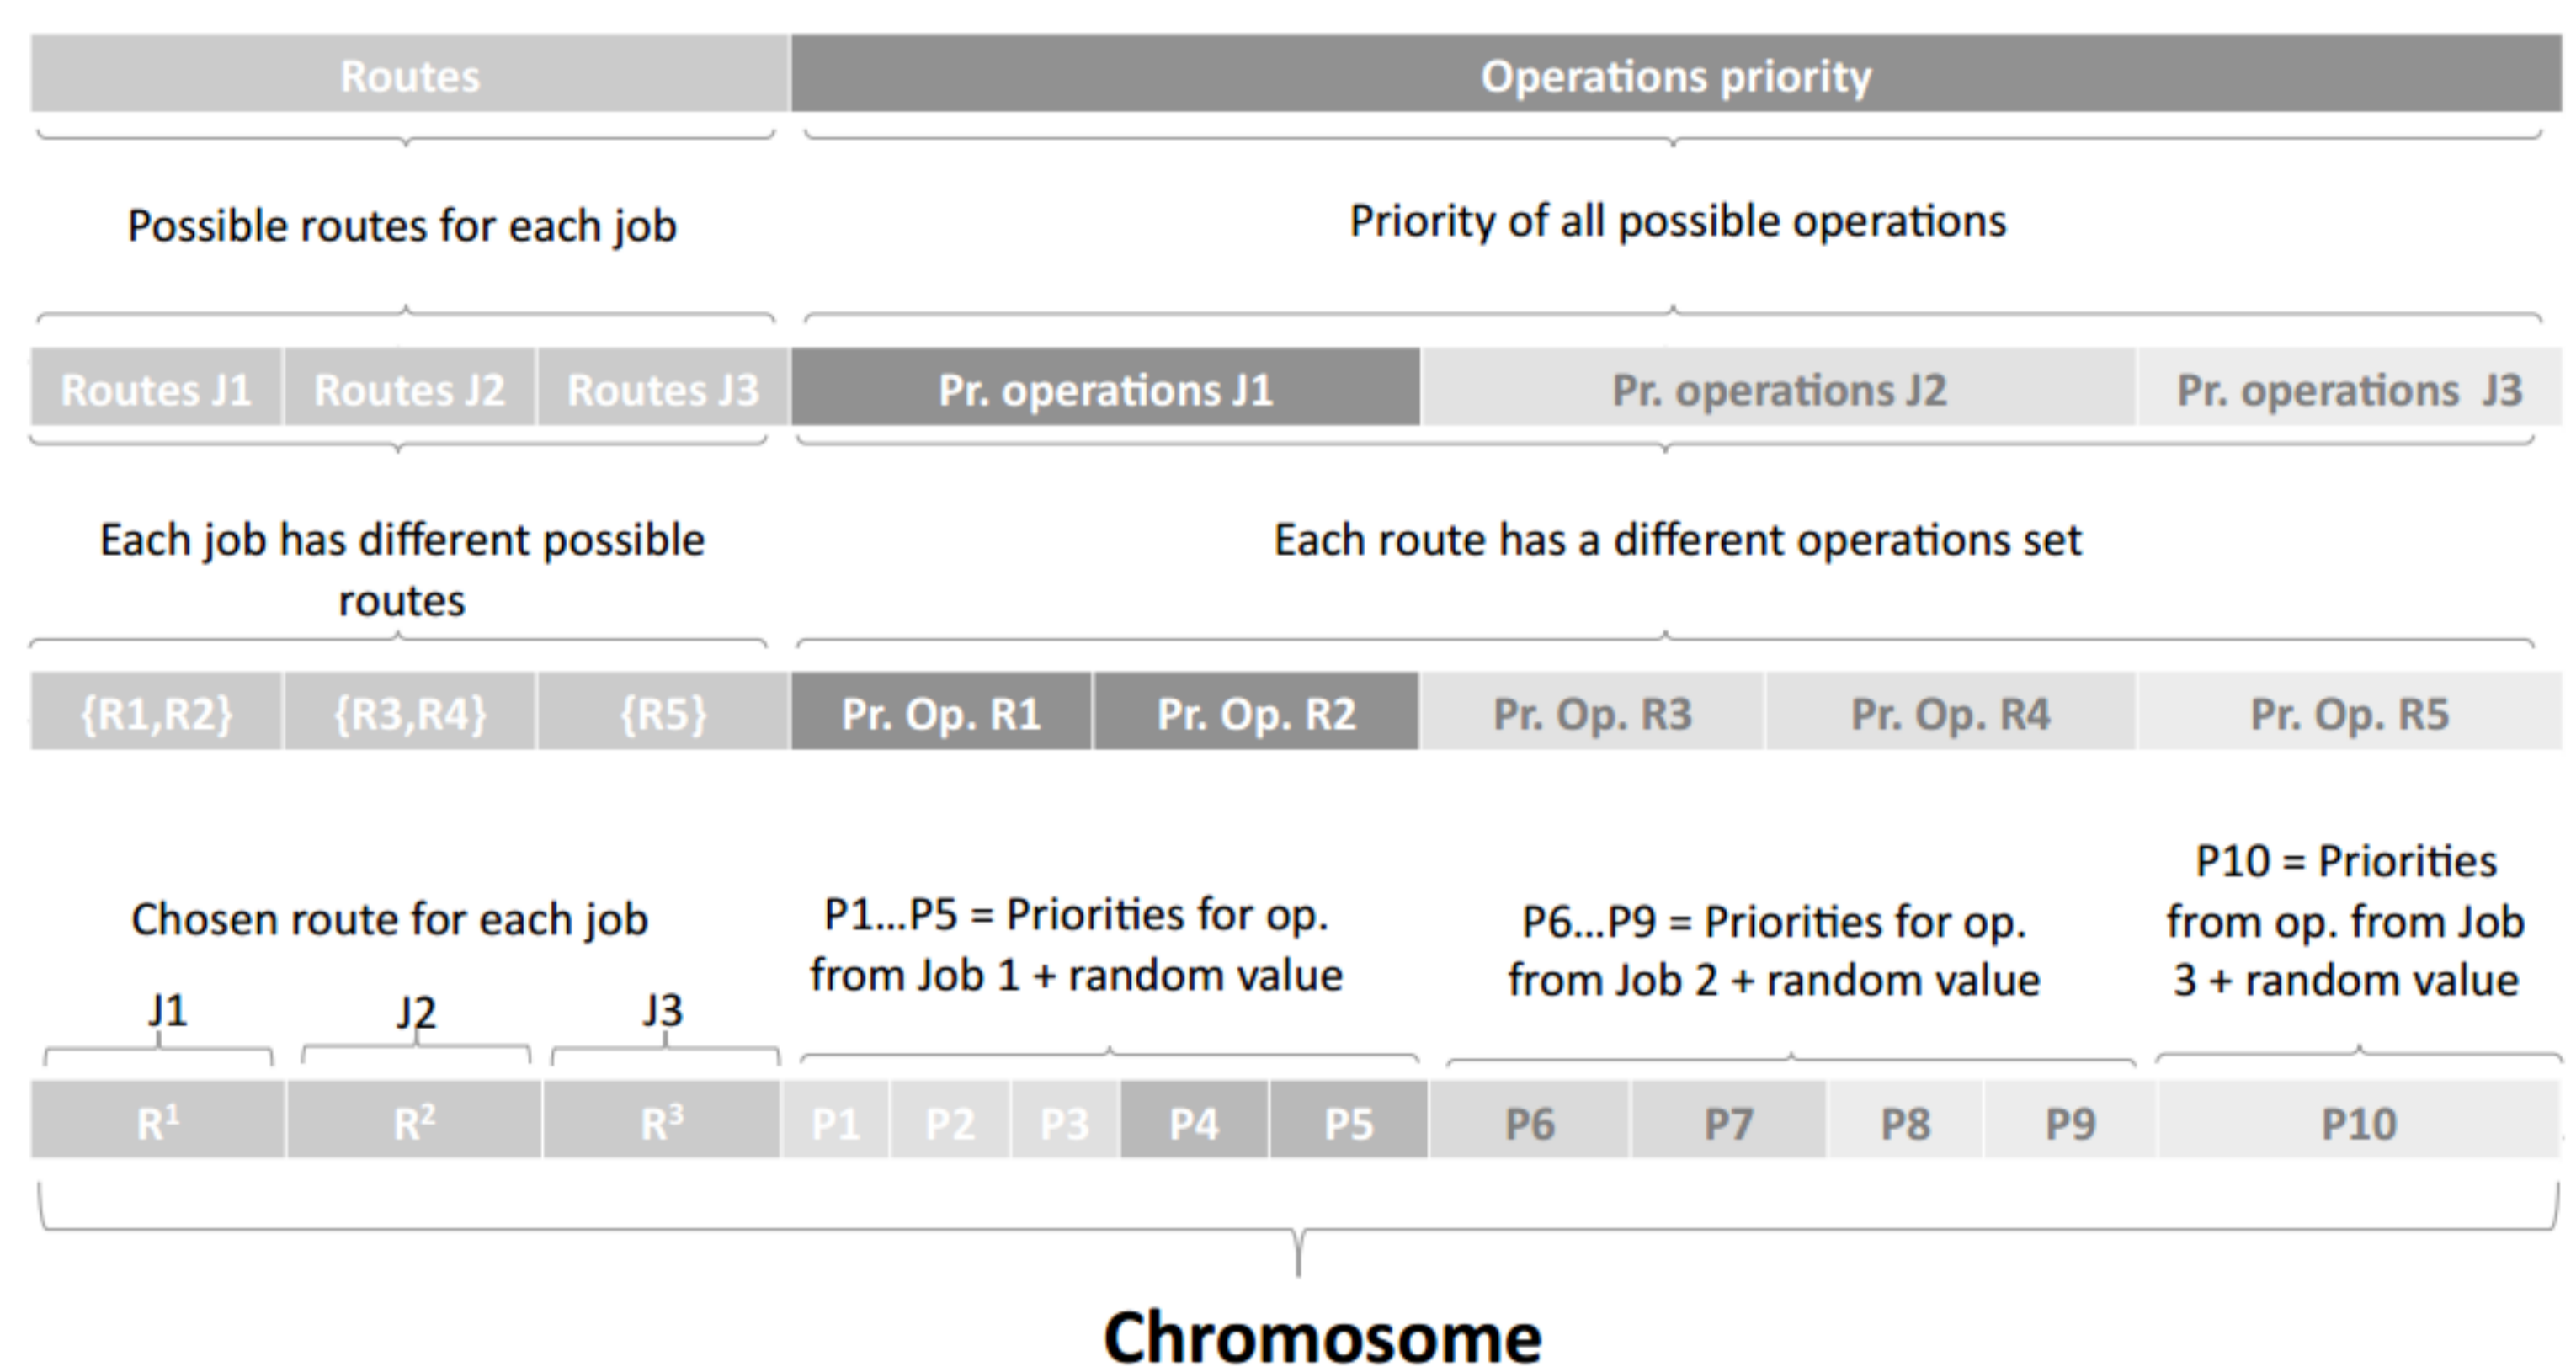 Routes Operations priority
Possible routes for each job Priority of all possible operations
Routes J1 Routes J2 Routes J3 Pr. operations J1 Pr. operations J2 Pr. operations J3
Each job has different possible
routes
Each route has a different operations set
{R1,R2} {R3,R4} {R5} Pr. Op. R1 Pr. Op. R2 Pr. Op. R3 Pr. Op. R4 Pr. Op. R5
Chosen route for each job
J1 J2 J3
P1...P5 = Priorities for op.
from Job 1 + random value
P6...P9 = Priorities for op.
from Job 2 + random value
P10 = Priorities
from op. from Job
3 + random value
R¹ R² R³ P1 P2 P3 P4 P5 P6 P7 P8 P9 P10
Chromosome